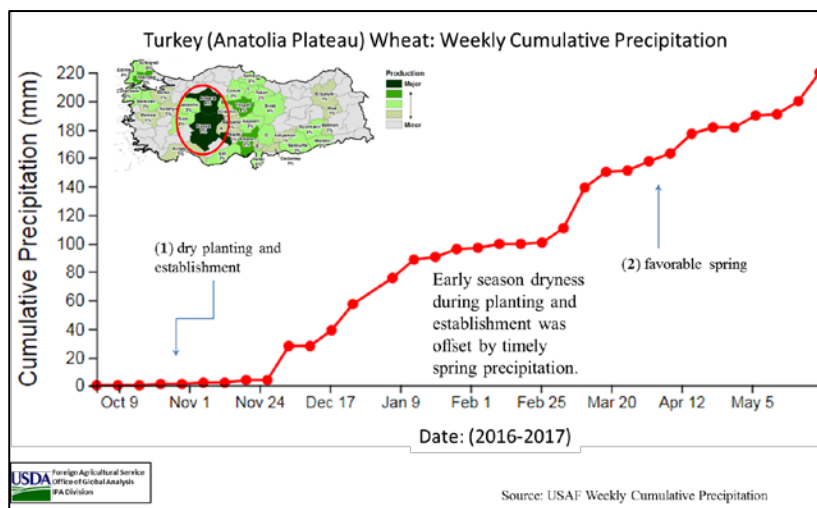 Turkey (Anatolia Plateau) Wheat: Weekly Cumulative Precipitation
Cumulative Precipitation (mm)
220
200
180
160
140
120
100
80
60
40
20
0
Production
Major
Minor
(1) dry planting and
establishment
Early season dryness
during planting and
establishment was
offset by timely
spring precipitation.
(2) favorable spring
Oct 9 Nov 1 Nov 24 Dec 17 Jan 9 Feb 1 Feb 25 Mar 20 Apr 12 May 5
Date: (2016-2017)
USDA
Foreign Agricultural Service
Office of Global Analysis
IPA Division
Source: USAF Weekly Cumulative Precipitation